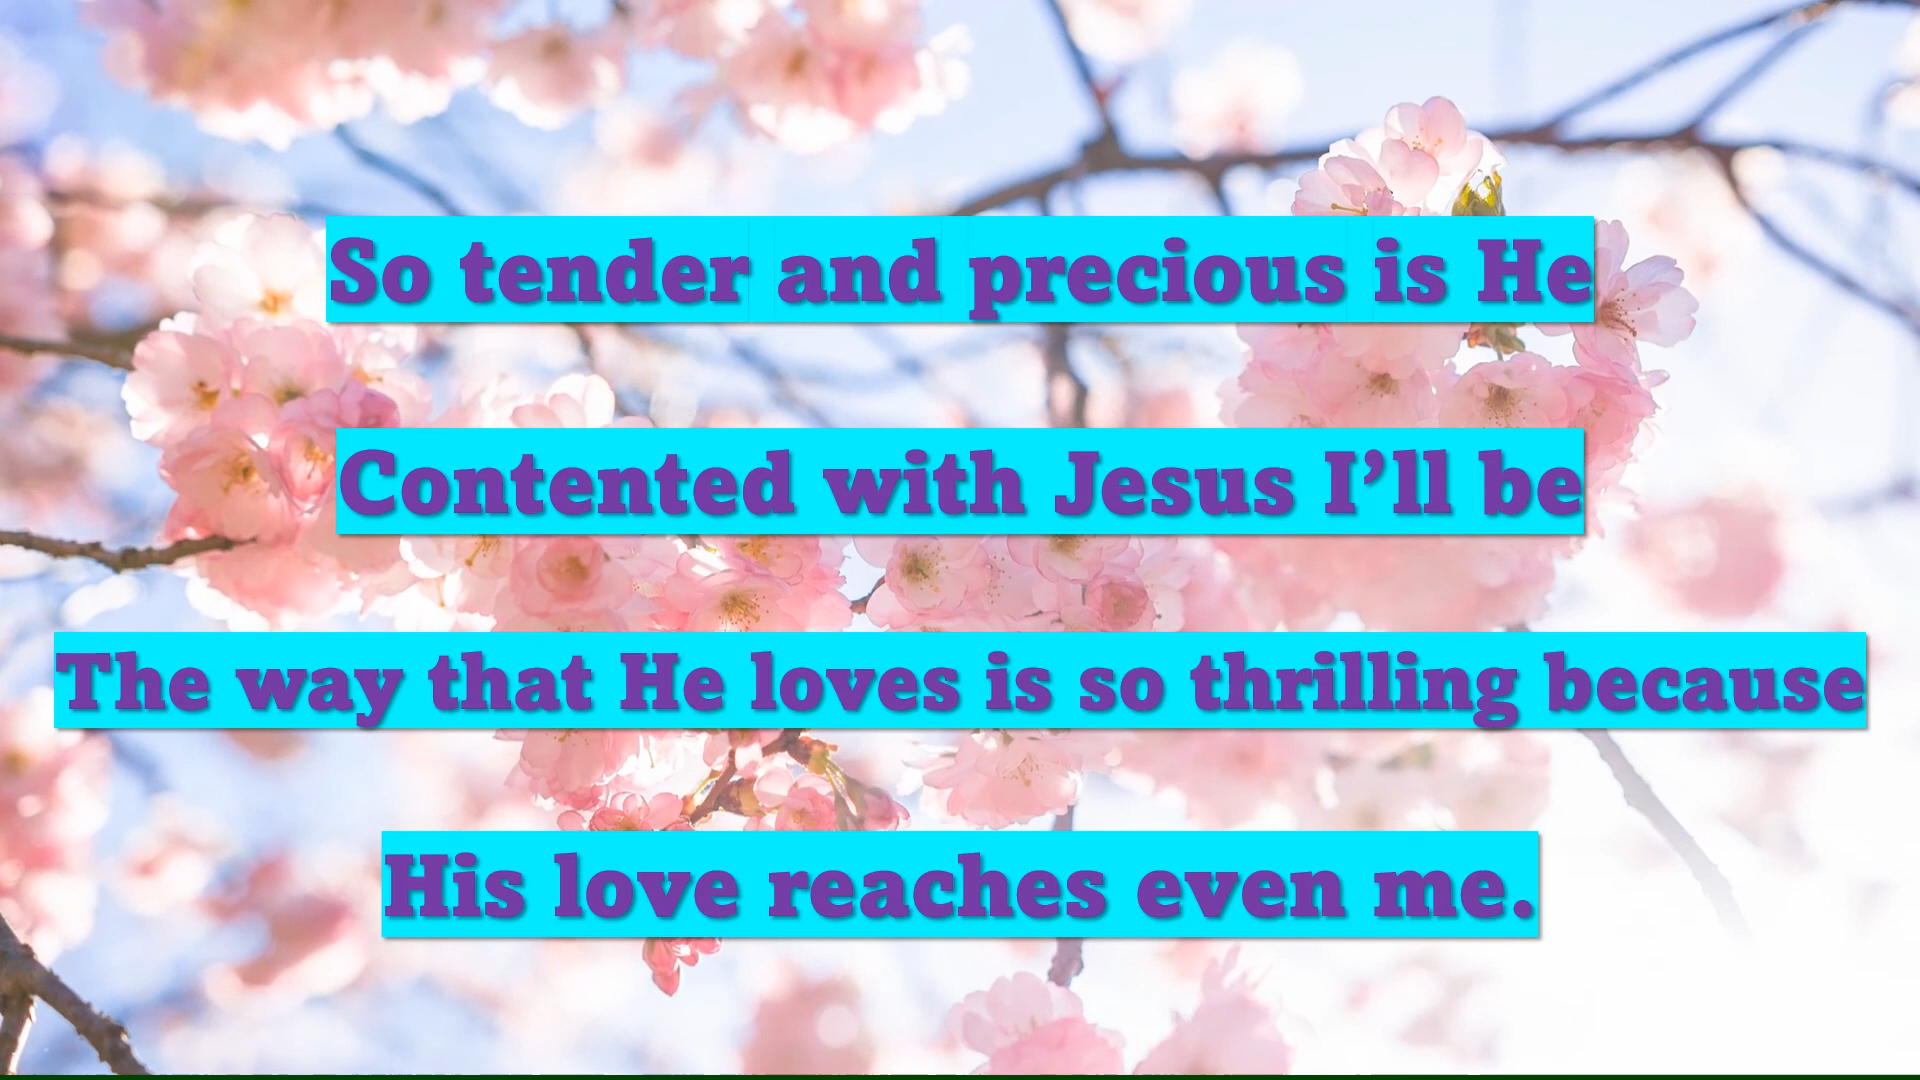 So tender and precious is He
Contented with Jesus I’ll be
The way that He loves is so thrilling because
His love reaches even me.